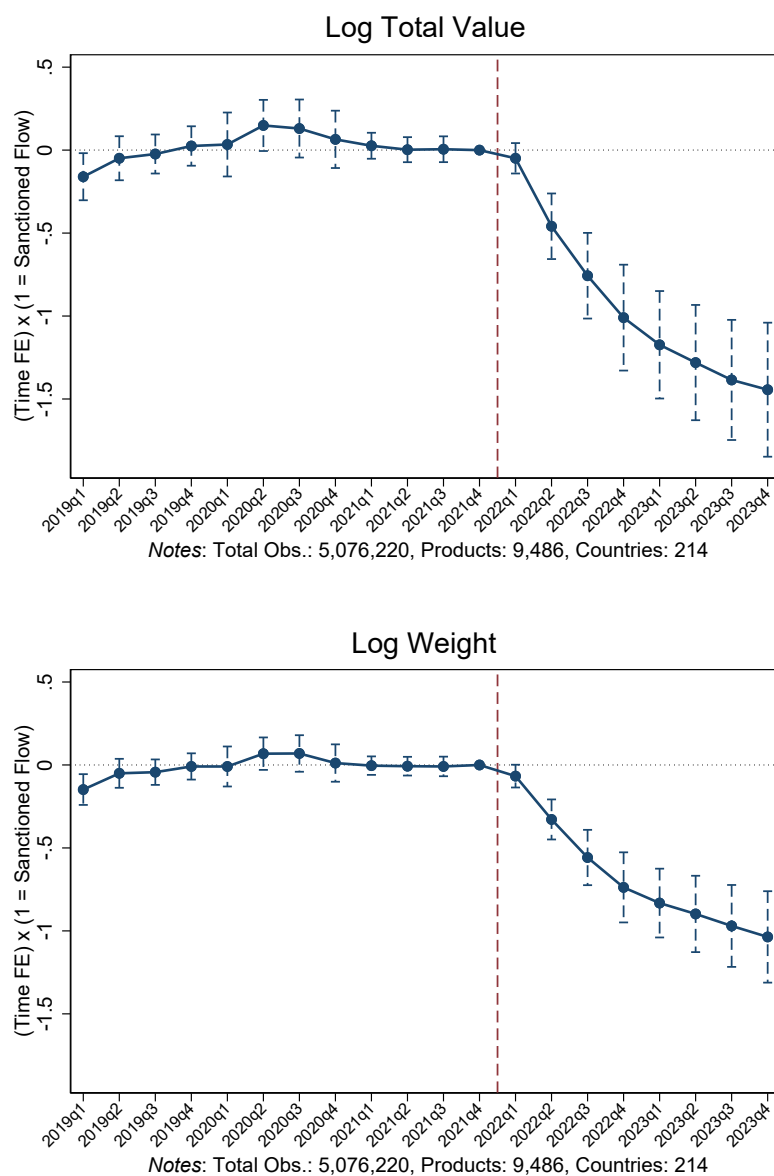 Log Total Value
(Time FE) x (1 = Sanctioned Flow)
.5
0
-.5
-1
-1.5
2019q1
2019q2
2019q3
2019q4
2020q1
2020q2
2020q3
2020q4
2021q1
2021q2
2021q3
2021q4
2022q1
2022q2
2022q3
2022q4
2023q1
2023q2
2023q3
2023q4
Notes: Total Obs.: 5,076,220, Products: 9,486, Countries: 214
Log Weight
(Time FE) x (1 = Sanctioned Flow)
.5
0
-.5
-1
-1.5
2019q1
2019q2
2019q3
2019q4
2020q1
2020q2
2020q3
2020q4
2021q1
2021q2
2021q3
2021q4
2022q1
2022q2
2022q3
2022q4
2023q1
2023q2
2023q3
2023q4
Notes: Total Obs.: 5,076,220, Products: 9,486, Countries: 214